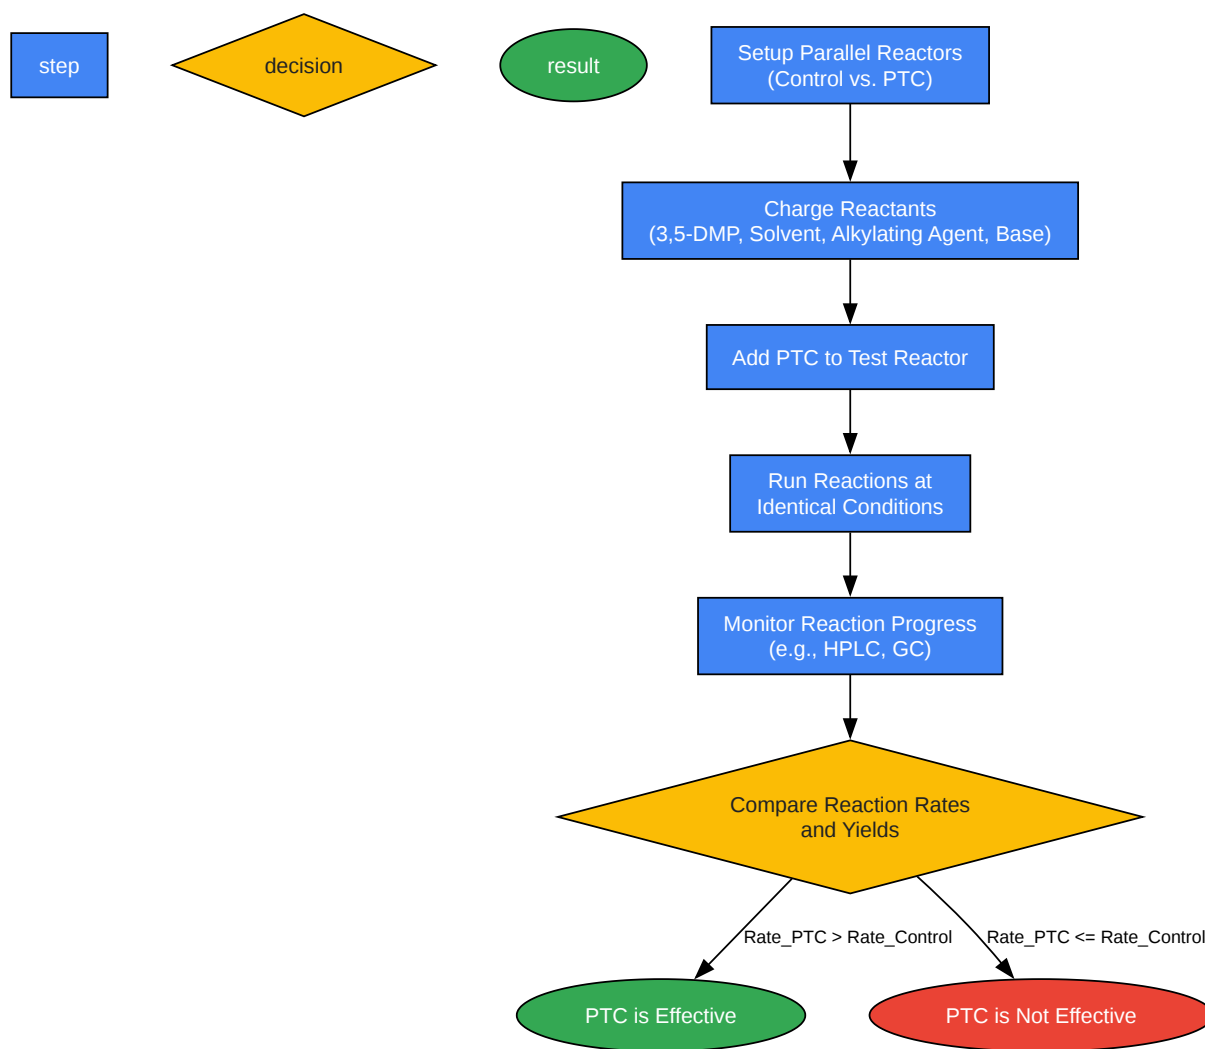 step
decision
result
Setup Parallel Reactors
(Control vs. PTC)
Charge Reactants
(3,5-DMP, Solvent, Alkylating Agent, Base)
Add PTC to Test Reactor
Run Reactions at
Identical Conditions
Monitor Reaction Progress
(e.g., HPLC, GC)
Compare Reaction Rates
and Yields
Rate_PTC > Rate_Control
Rate_PTC <= Rate_Control
PTC is Effective
PTC is Not Effective